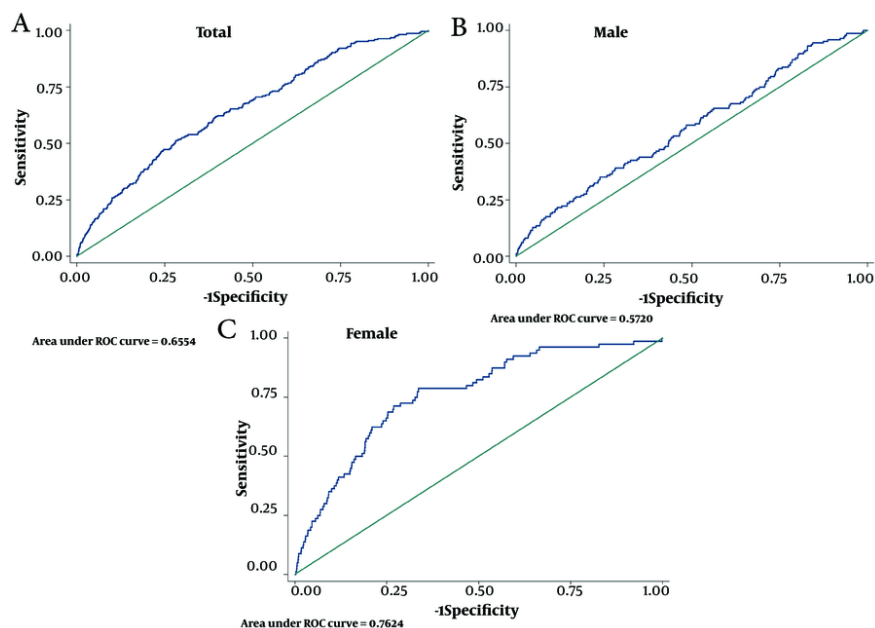 A
Total
1.00
0.75
0.50
0.25
0.00
Sensitivity
0.00 0.25 0.50 0.75 1.00
-1Specificity
Area under ROC curve = 0.6554
B
Male
1.00
0.75
0.50
0.25
0.00
Sensitivity
0.00 0.25 0.50 0.75 1.00
-1Specificity
Area under ROC curve = 0.5720
C
Female
1.00
0.75
0.50
0.25
0.00
Sensitivity
0.00 0.25 0.50 0.75 1.00
-1Specificity
Area under ROC curve = 0.7624